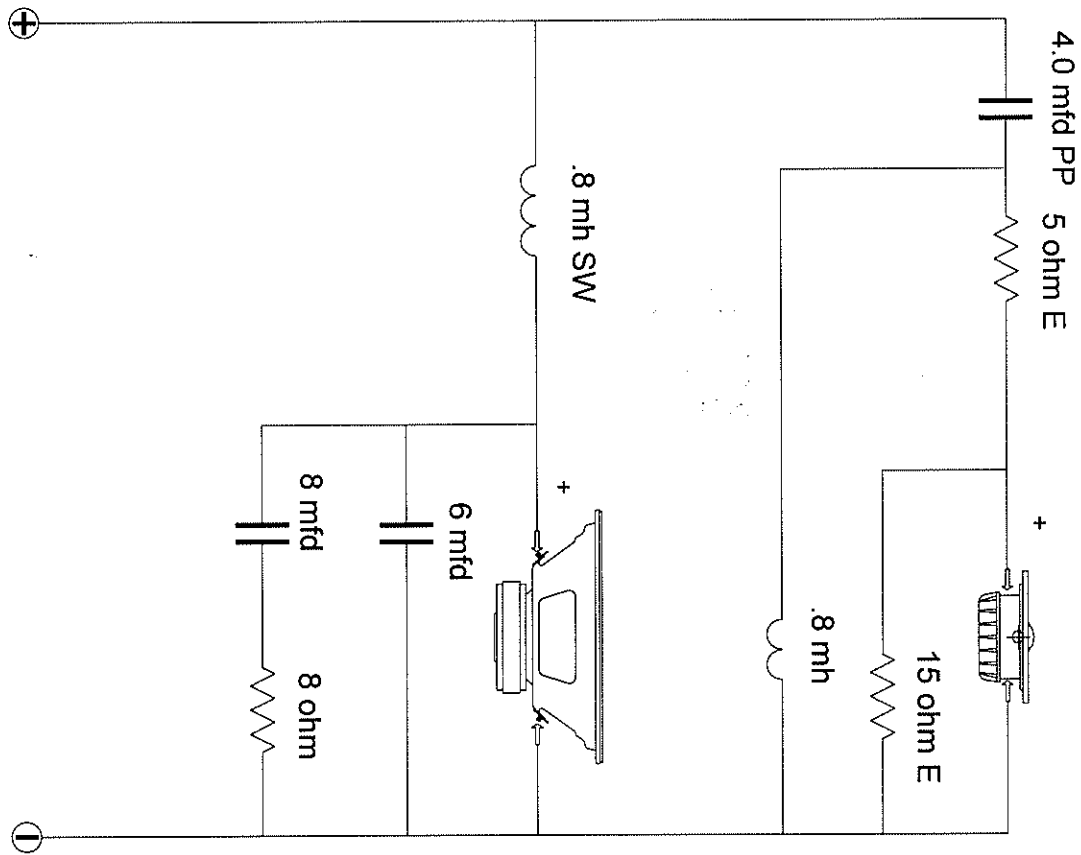 4.0 mfd PP
5 ohm E
+
15 ohm E
.8 mh
.8 mh SW
+
6 mfd
8 mfd
8 ohm
+
−